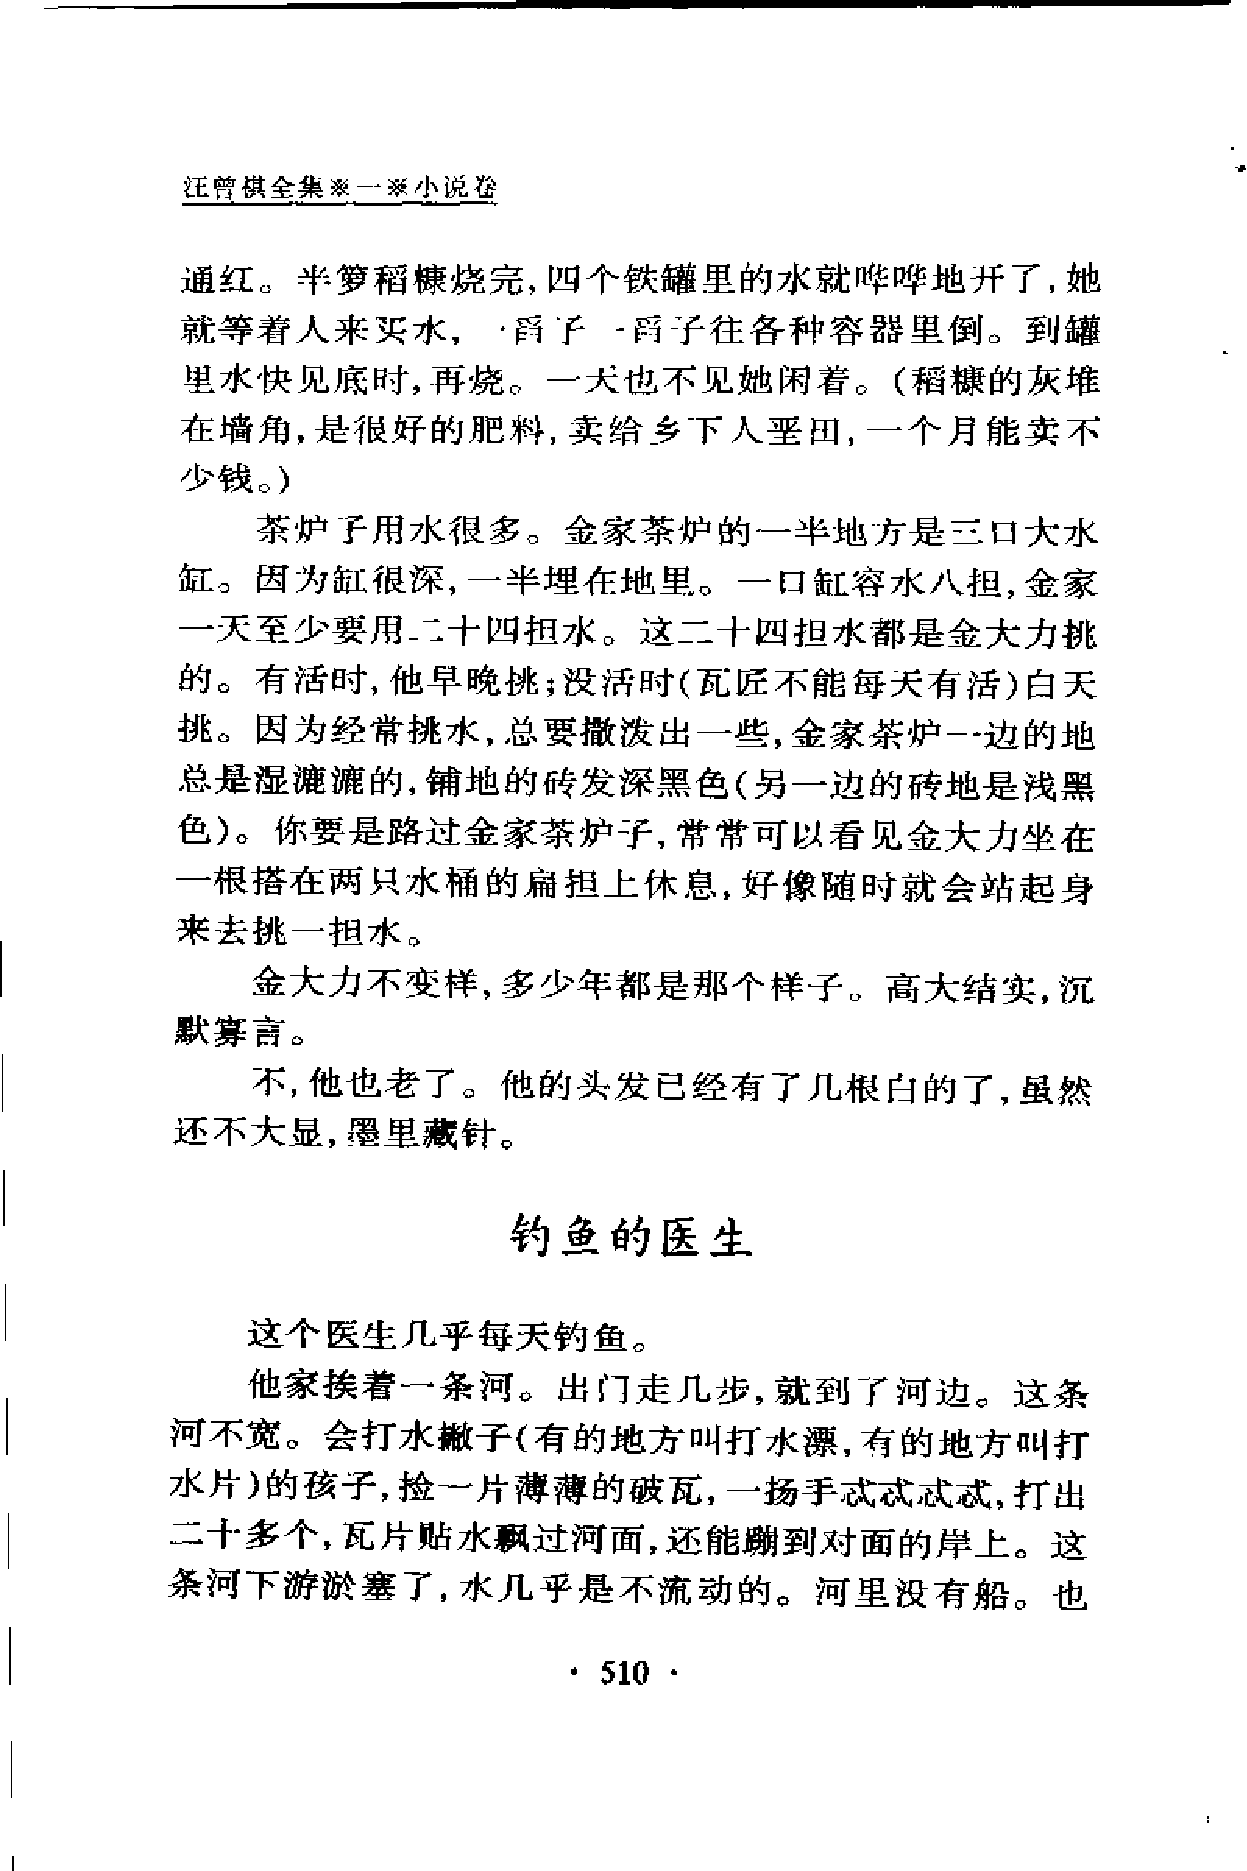 汪曾祺全集※一※小说卷
通红。半箩稻糠烧完,四个铁罐里的水就哗哗地开了,她
就等着人来买水,一舀子一舀子往各种容器里倒。到罐
里水快见底时,再烧。一天也不见她闲着。(稻糠的灰堆
在墙角,是很好的肥料,卖给乡下人垩田,一个月能卖不
少钱。)
茶炉子用水很多。金家茶炉的一半地方是三口大水
缸。因为缸很深,一半埋在地里。一口缸容水八担,金家
一天至少要用二十四担水。这二十四担水都是金大力挑
的。有活时,他早晚挑;没活时(瓦匠不能每天有活)白天
挑。因为经常挑水,总要撒泼出一些,金家茶炉一边的地
总是湿漉漉的,铺地的砖发深黑色(另一边的砖地是浅黑
色)。你要是路过金家茶炉子,常常可以看见金大力坐在
一根搭在两只水桶的扁担上休息,好像随时就会站起身
来去挑一担水。
金大力不变样,多少年都是那个样子。高大结实,沉
默寡言。
不,他也老了。他的头发已经有了几根白的了,虽然
还不大显,墨里藏针。
钓鱼的医生
这个医生几乎每天钓鱼。
他家挨着一条河。出门走几步,就到了河边。这条
河不宽。会打水撇子(有的地方叫打水漂,有的地方叫打
水片)的孩子,捡一片薄薄的破瓦,一扬手忒忒忒忒,打出
二十多个,瓦片贴水飘过河面,还能蹦到对面的岸上。这
条河下游淤塞了,水几乎是不流动的。河里没有船。也
· 510 ·